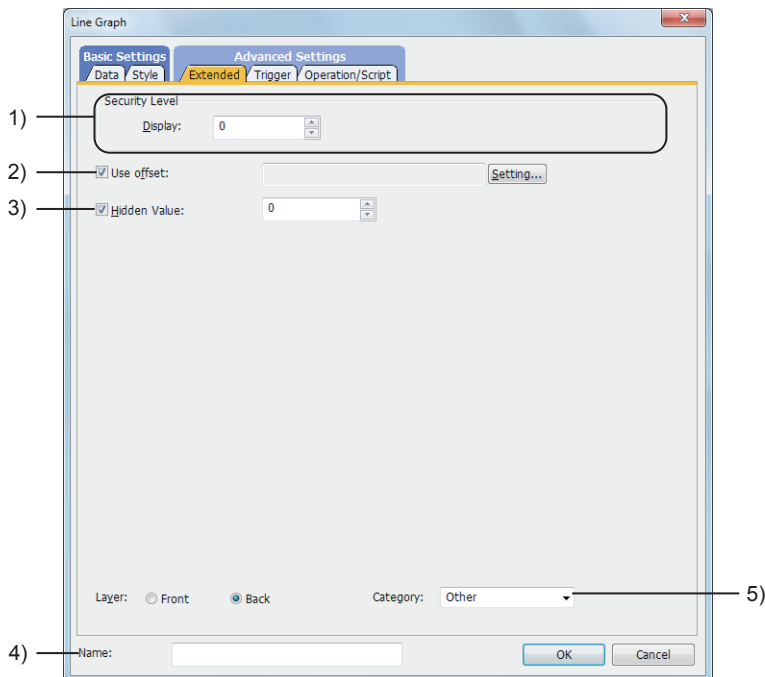 Line Graph
x
Basic Settings
Advanced Settings
Data Style Extended Trigger Operation/Script
Security Level
1)
Display: 0
2)
Use offset: Setting...
3)
Hidden Value: 0
Layer: Front Back Category: Other
5)
4)
Name: OK Cancel